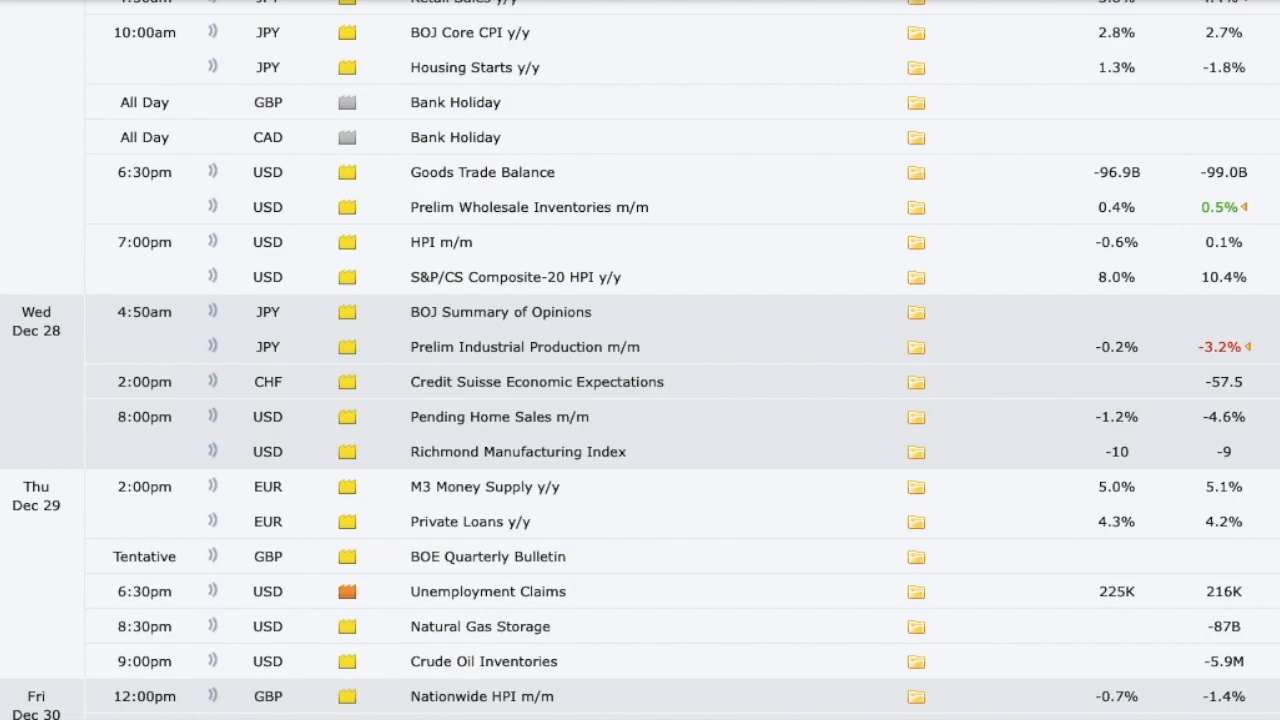 10:00am JPY BOJ Core CPI y/y 2.8% 2.7%
JPY Housing Starts y/y 1.3% -1.8%
All Day GBP Bank Holiday
All Day CAD Bank Holiday
6:30pm USD Goods Trade Balance -96.9B -99.0B
USD Prelim Wholesale Inventories m/m 0.4% 0.5%
7:00pm USD HPI m/m -0.6% 0.1%
USD S&P/CS Composite-20 HPI y/y 8.0% 10.4%
Wed Dec 28 4:50am JPY BOJ Summary of Opinions
JPY Prelim Industrial Production m/m -0.2% -3.2%
2:00pm CHF Credit Suisse Economic Expectations -57.5
8:00pm USD Pending Home Sales m/m -1.2% -4.6%
USD Richmond Manufacturing Index -10 -9
Thu Dec 29 2:00pm EUR M3 Money Supply y/y 5.0% 5.1%
EUR Private Loans y/y 4.3% 4.2%
Tentative GBP BOE Quarterly Bulletin
6:30pm USD Unemployment Claims 225K 216K
8:30pm USD Natural Gas Storage -87B
9:00pm USD Crude Oil Inventories -5.9M
Fri Dec 30 12:00pm GBP Nationwide HPI m/m -0.7% -1.4%